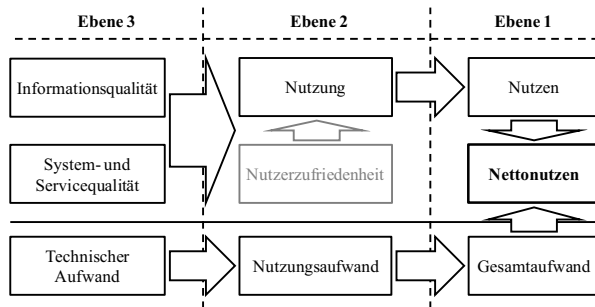 Ebene 3
Ebene 2
Ebene 1
Informationsqualität
Nutzung
Nutzen
System- und
Servicequalität
Nutzerzufriedenheit
Nettonutzen
Technischer
Aufwand
Nutzungsaufwand
Gesamtaufwand